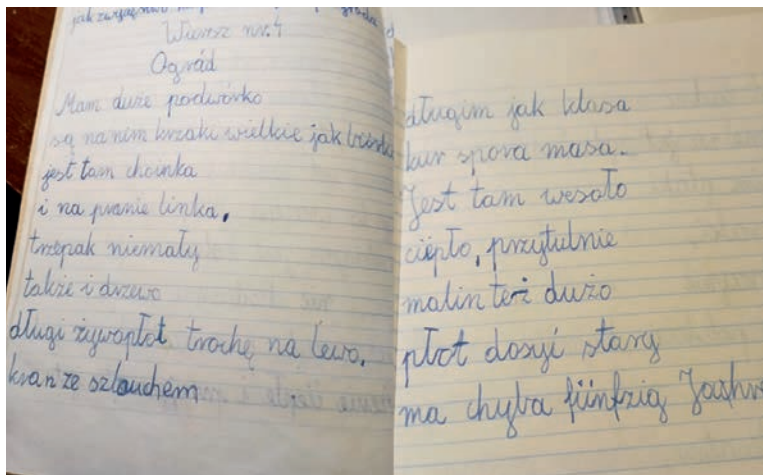 Wiersz nr. 4
Ogród
Mam duże podwórko
są na nim krzaki wielkie jak
jest tam choinka
i na pranie linka,
trzepak niemały
także i drzewo
długi żywopłot trochę na lewo.
kran ze szlauchem
długim jak klasa
kur spora masa.
Jest tam wesoło
ciepło, przytulnie
malin też dużo
płot dosyć stary
ma chyba fünfzig